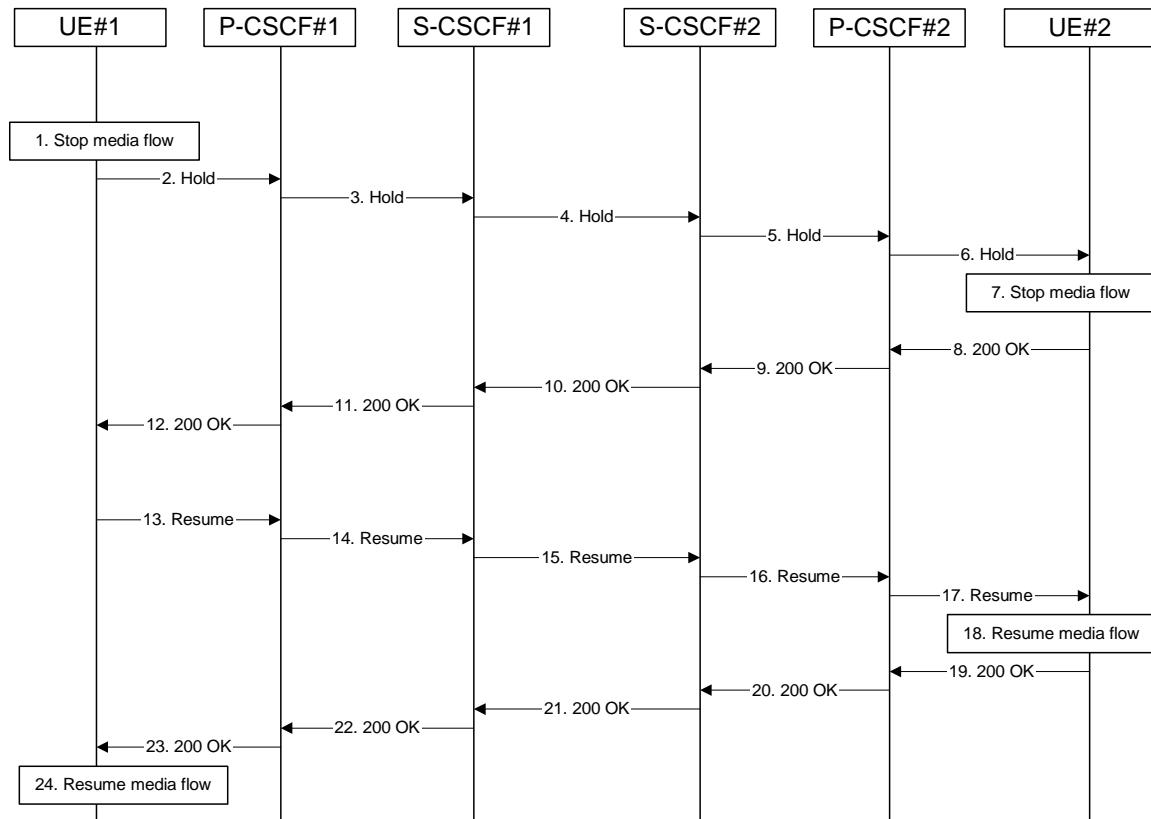 UE#1
P-CSCF#1
S-CSCF#1
S-CSCF#2
P-CSCF#2
UE#2
1. Stop media flow
2. Hold
3. Hold
4. Hold
5. Hold
6. Hold
7. Stop media flow
8. 200 OK
9. 200 OK
10. 200 OK
11. 200 OK
12. 200 OK
13. Resume
14. Resume
15. Resume
16. Resume
17. Resume
18. Resume media flow
19. 200 OK
20. 200 OK
21. 200 OK
22. 200 OK
23. 200 OK
24. Resume media flow